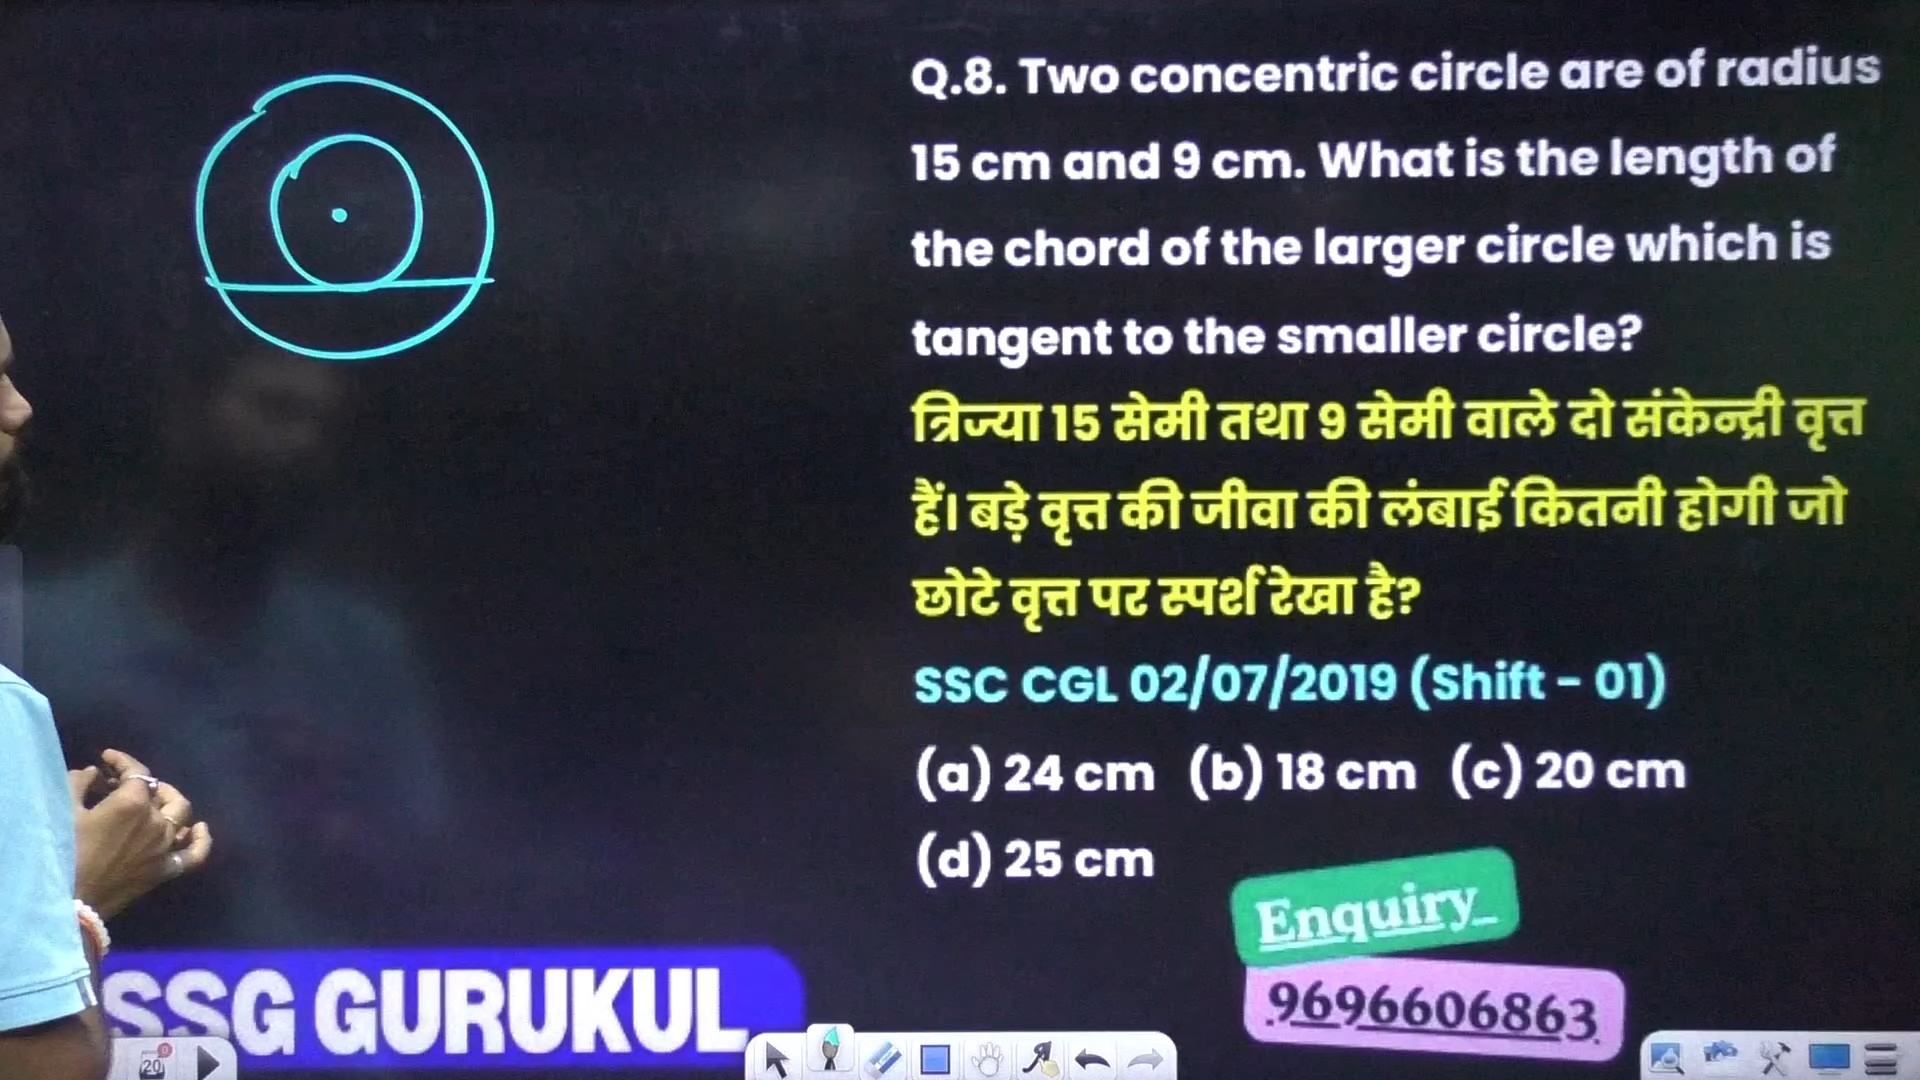 Q.8. Two concentric circle are of radius
15 cm and 9 cm. What is the length of
the chord of the larger circle which is
tangent to the smaller circle?
त्रिज्या 15 सेमी तथा 9 सेमी वाले दो संकेन्द्री वृत्त
हैं। बड़े वृत्त की जीवा की लंबाई कितनी होगी जो
छोटे वृत्त पर स्पर्श रेखा है?
SSC CGL 02/07/2019 (Shift - 01)
(a) 24 cm (b) 18 cm (c) 20 cm
(d) 25 cm
Enquiry_
9696606863
SSG GURUKUL
20